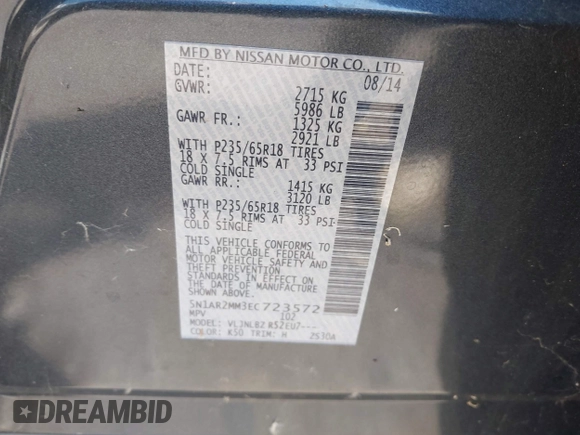 MFD BY NISSAN MOTOR CO., LTD.
DATE: 08/14
GVWR: 2715 KG
5986 LB
GAWR FR.: 1325 KG
2921 LB
WITH P235/65R18 TIRES
18 X 7.5 RIMS AT 33 PSI
COLD SINGLE
GAWR RR.: 1415 KG
3120 LB
WITH P235/65R18 TIRES
18 X 7.5 RIMS AT 33 PSI
COLD SINGLE
THIS VEHICLE CONFORMS TO
ALL APPLICABLE FEDERAL
MOTOR VEHICLE SAFETY AND
THEFT PREVENTION
STANDARDS IN EFFECT ON
THE DATE OF MANUFACTURE
SHOWN ABOVE.
5N1AR2MM3EC723572
MPV 102
MODEL:
COLOR: K50 TRIM: H 2530A
DREAMBID